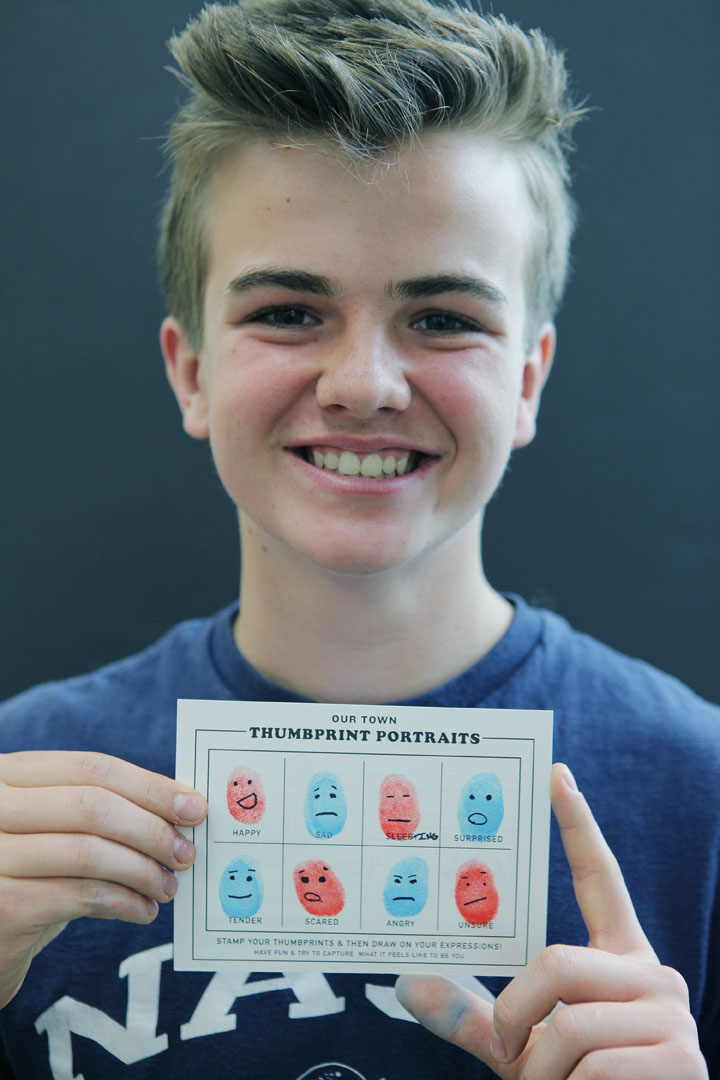 OUR TOWN
THUMBPRINT PORTRAITS
HAPPY SAD SLEEPING SURPRISED
TENDER SCARED ANGRY UNSURE
STAMP YOUR THUMBPRINTS & THEN DRAW ON YOUR EXPRESSIONS!
HAVE FUN & TRY TO CAPTURE WHAT IT FEELS LIKE TO BE YOU
NAS